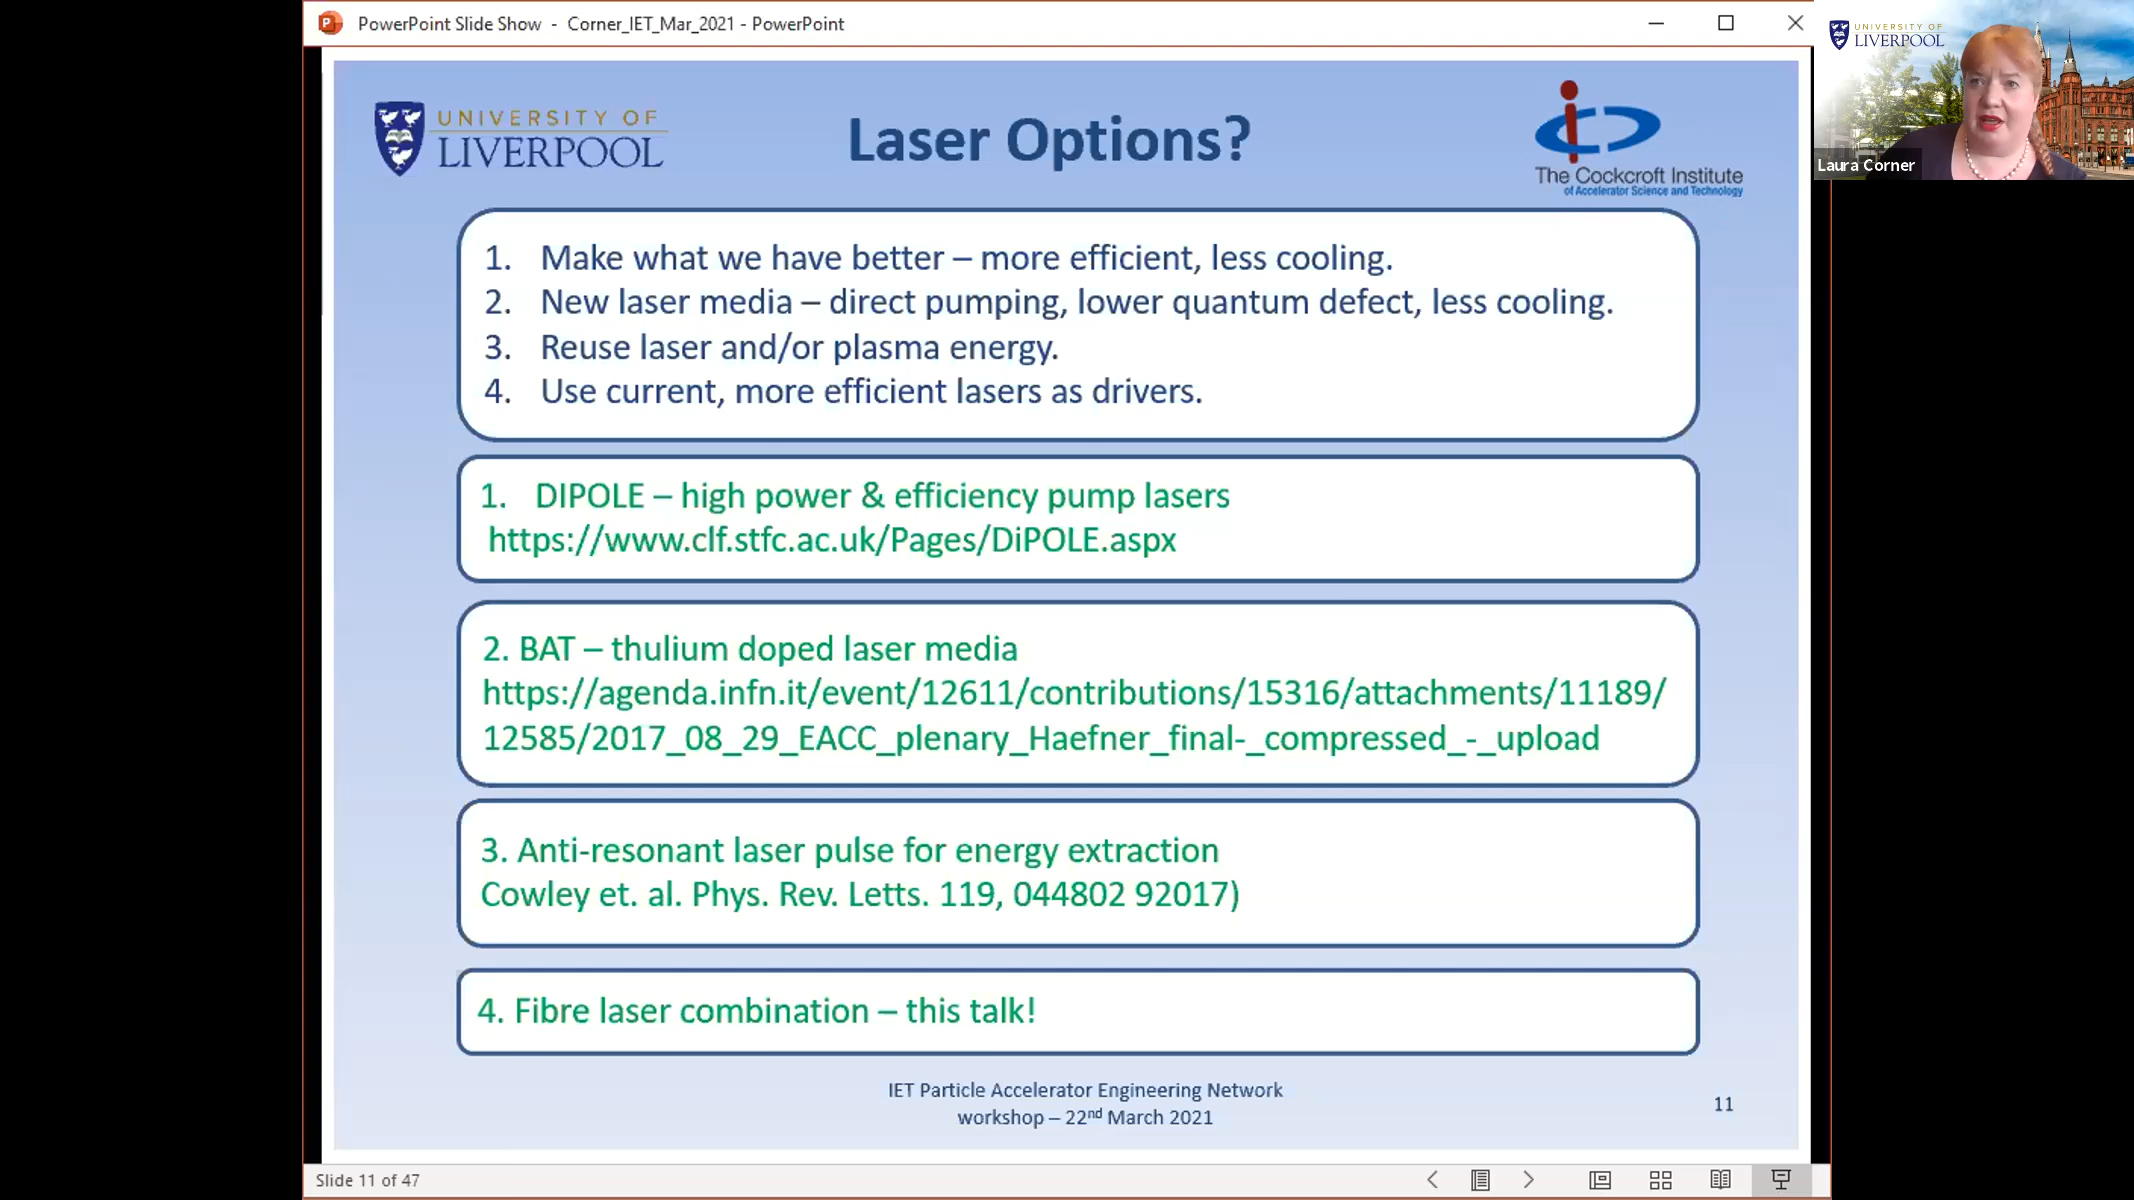 PowerPoint Slide Show - Corner_IET_Mar_2021 - PowerPoint
UNIVERSITY OF
LIVERPOOL
Laura Corner
UNIVERSITY OF
LIVERPOOL
Laser Options?
The Cockcroft Institute
of Accelerator Science and Technology
1. Make what we have better – more efficient, less cooling.
2. New laser media – direct pumping, lower quantum defect, less cooling.
3. Reuse laser and/or plasma energy.
4. Use current, more efficient lasers as drivers.
1. DIPOLE – high power & efficiency pump lasers
https://www.clf.stfc.ac.uk/Pages/DiPOLE.aspx
2. BAT – thulium doped laser media
https://agenda.infn.it/event/12611/contributions/15316/attachments/11189/
12585/2017_08_29_EACC_plenary_Haefner_final-_compressed_-_upload
3. Anti-resonant laser pulse for energy extraction
Cowley et. al. Phys. Rev. Letts. 119, 044802 92017)
4. Fibre laser combination – this talk!
IET Particle Accelerator Engineering Network
workshop – 22nd March 2021
11
Slide 11 of 47